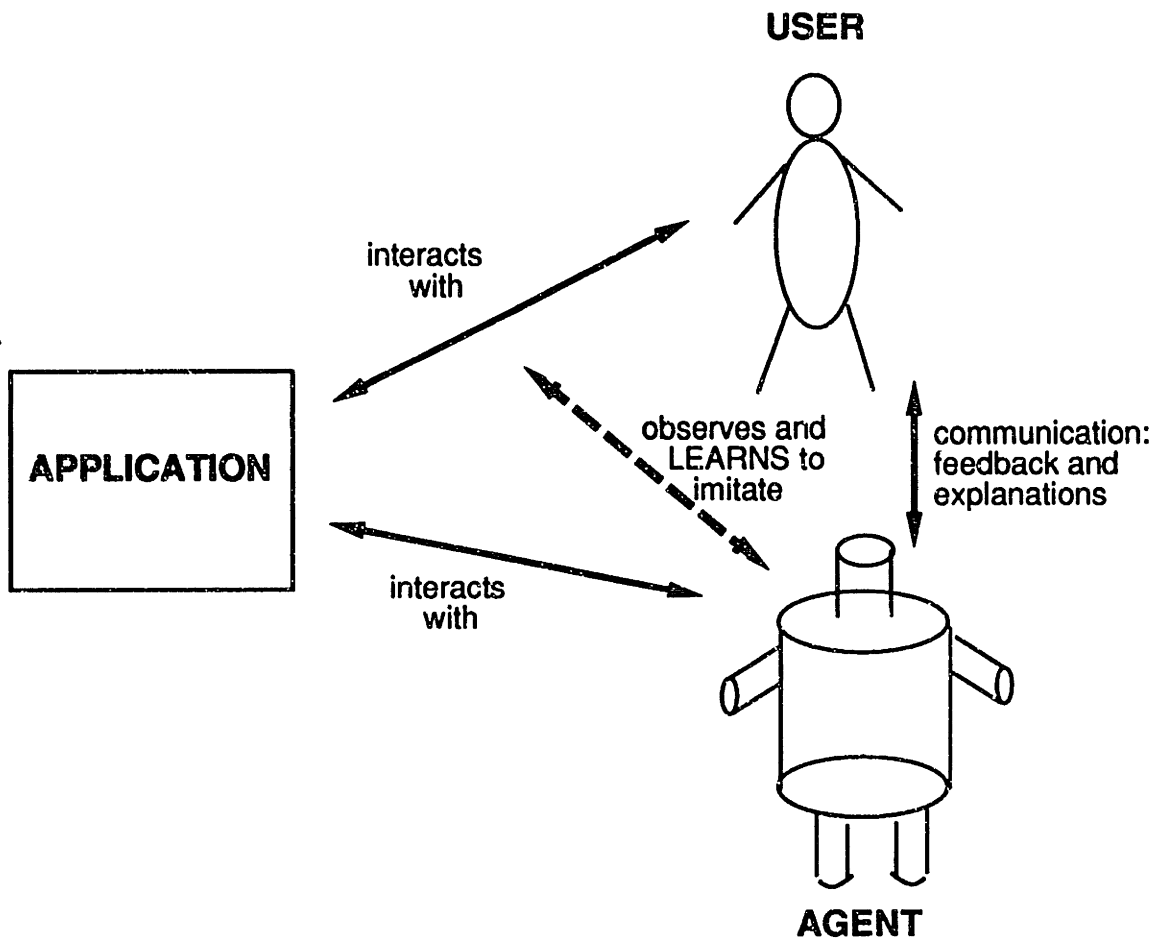 USER
interacts
with
APPLICATION
observes and
LEARNS to
imitate
communication:
feedback and
explanations
interacts
with
AGENT